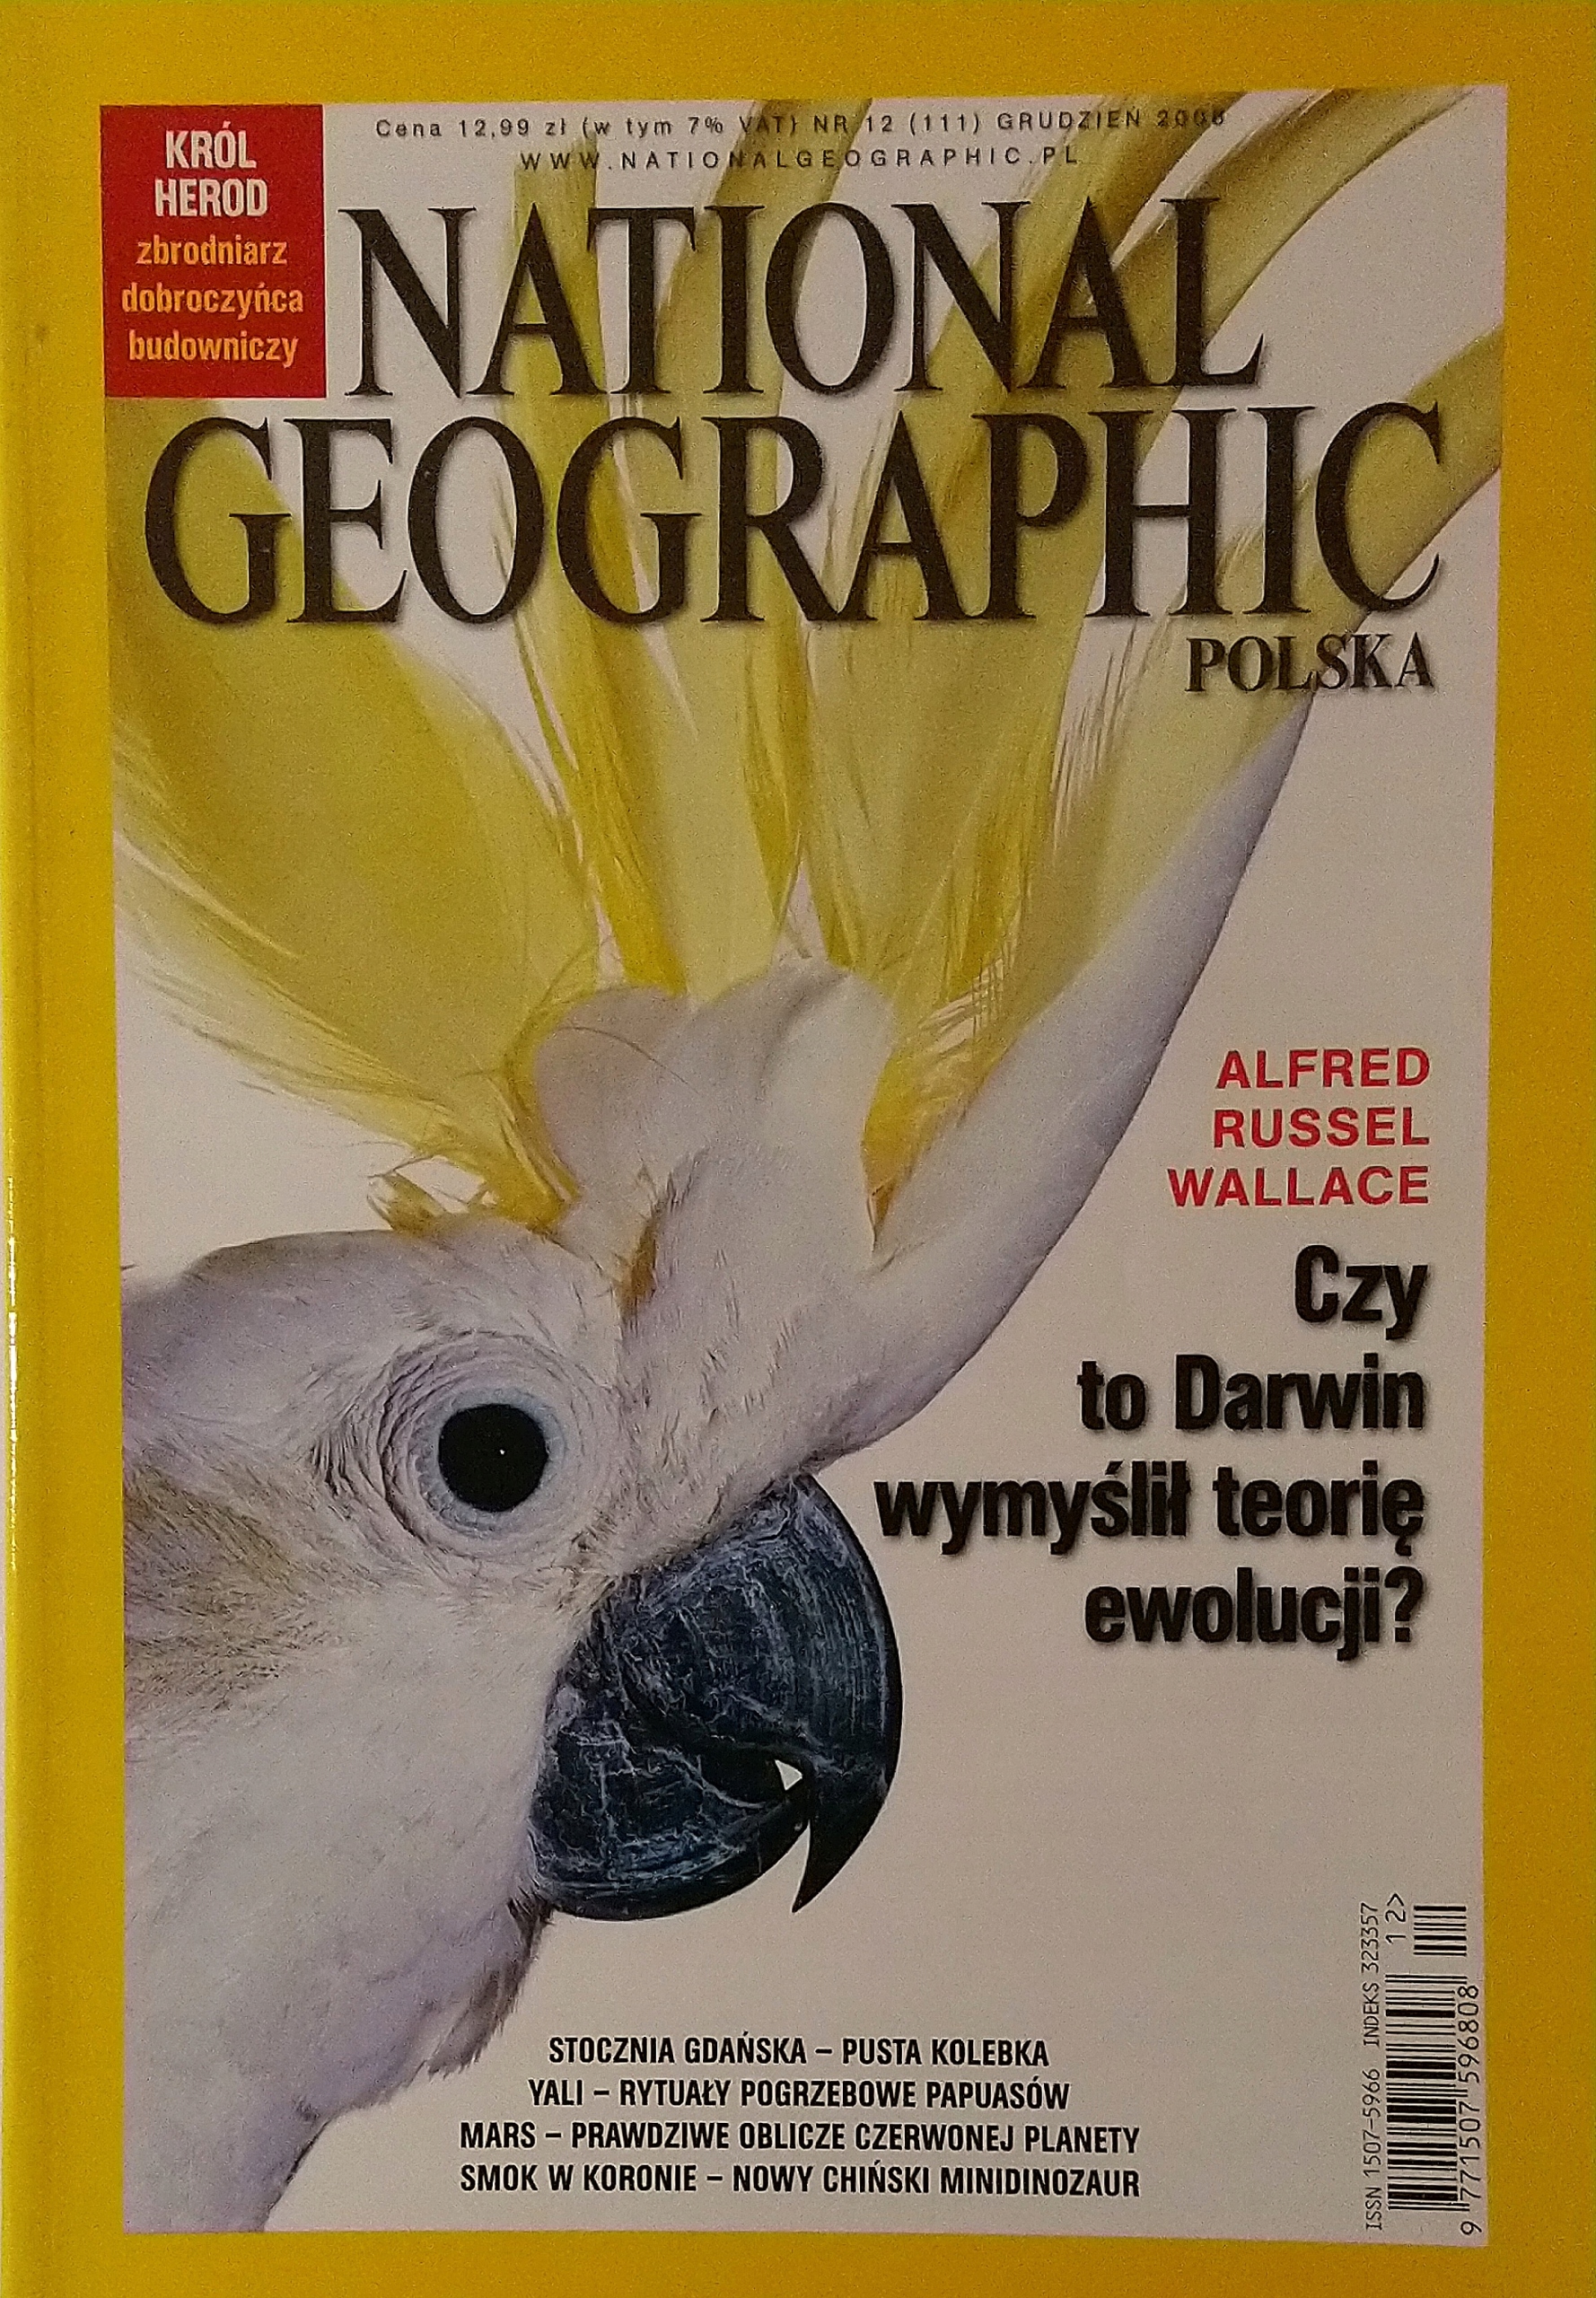 KRÓL
HEROD
zbrodniarz
dobroczyńca
budowniczy
Cena 12,99 zł (w tym 7% VAT) NR 12 (111) GRUDZIEŃ 2008
WWW.NATIONALGEOGRAPHIC.PL
NATIONAL
GEOGRAPHIC
POLSKA
ALFRED
RUSSEL
WALLACE
Czy
to Darwin
wymyślił teorię
ewolucji?
STOCZNIA GDAŃSKA – PUSTA KOLEBKA
YALI – RYTUAŁY POGRZEBOWE PAPUASÓW
MARS – PRAWDZIWE OBLICZE CZERWONEJ PLANETY
SMOK W KORONIE – NOWY CHIŃSKI MINIDINOZAUR
ISSN 1507-5966 INDEKS 323357
12>
9 771507 596808